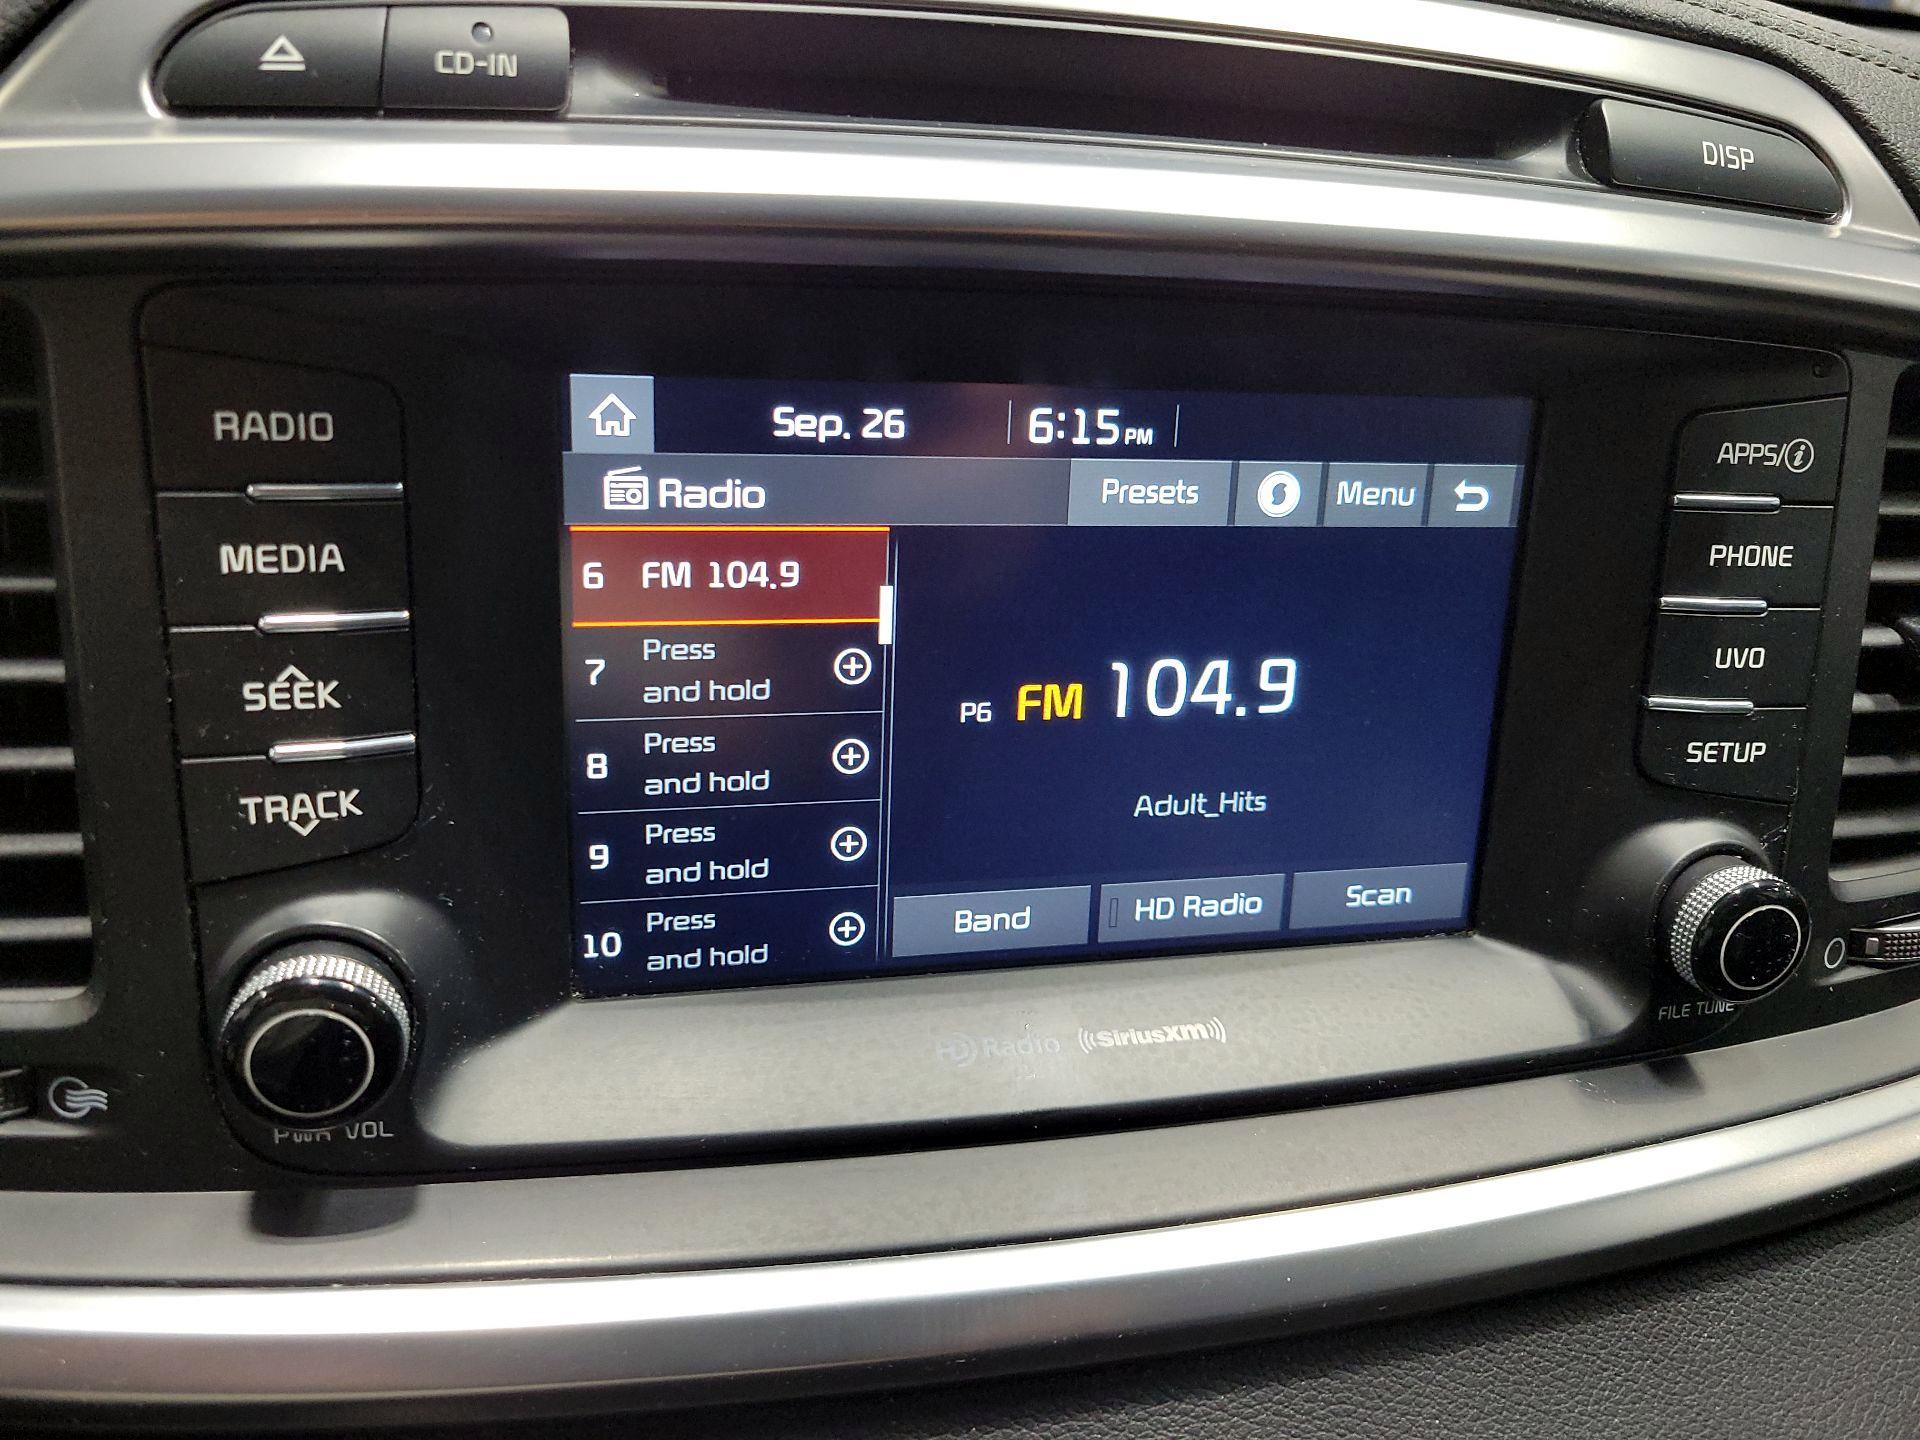 CD-IN
DISP
RADIO
MEDIA
SEEK
TRACK
PWR VOL
Sep. 26 6:15 PM
Radio Presets Menu
6 FM 104.9
7 Press
and hold
8 Press
and hold
9 Press
and hold
10 Press
and hold
P6 FM 104.9
Adult_Hits
Band HD Radio Scan
HD Radio SiriusXM
APPS/i
PHONE
UVO
SETUP
FILE TUNE